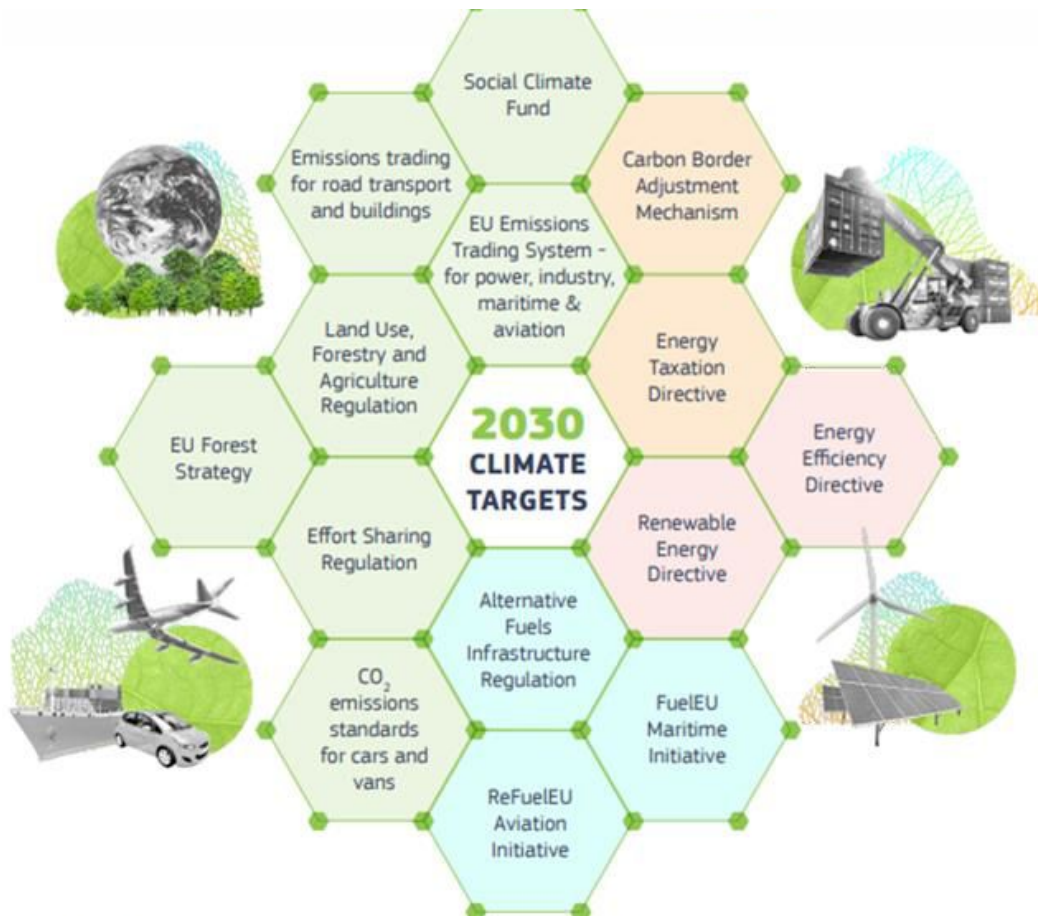 Social Climate
Fund
Emissions trading
for road transport
and buildings
Carbon Border
Adjustment
Mechanism
EU Emissions
Trading System –
for power, industry,
maritime &
aviation
Land Use,
Forestry and
Agriculture
Regulation
Energy
Taxation
Directive
EU Forest
Strategy
2030
CLIMATE
TARGETS
Energy
Efficiency
Directive
Effort Sharing
Regulation
Renewable
Energy
Directive
Alternative
Fuels
Infrastructure
Regulation
CO₂
emissions
standards
for cars and
vans
FuelEU
Maritime
Initiative
ReFuelEU
Aviation
Initiative